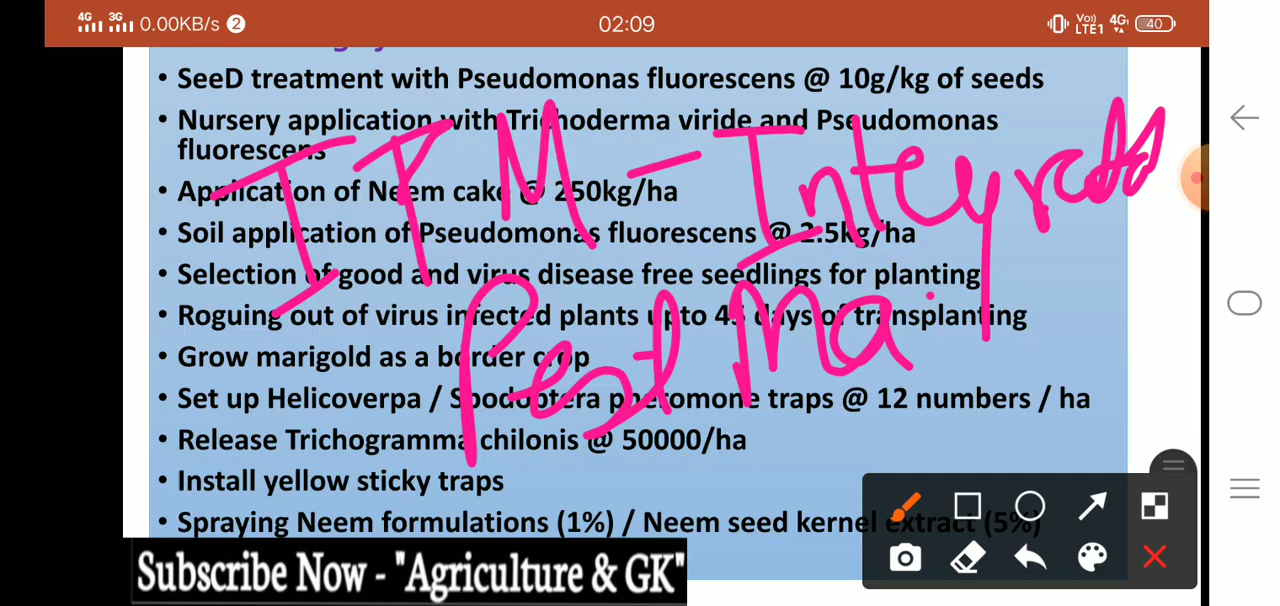 4G 3G 0.00KB/s 2 02:09 Vo)) LTE1 4G 40
• SeeD treatment with Pseudomonas fluorescens @ 10g/kg of seeds
• Nursery application with Trichoderma viride and Pseudomonas
fluorescens
• Application of Neem cake @ 250kg/ha
• Soil application of Pseudomonas fluorescens @ 2.5kg/ha
• Selection of good and virus disease free seedlings for planting
• Roguing out of virus infected plants upto 45 days of transplanting
• Grow marigold as a border crop
• Set up Helicoverpa / Spodoptera pheromone traps @ 12 numbers / ha
• Release Trichogramma chilonis @ 50000/ha
• Install yellow sticky traps
• Spraying Neem formulations (1%) / Neem seed kernel extract (5%)
IPM - Integrated
Pest Ma
Subscribe Now - "Agriculture & GK"